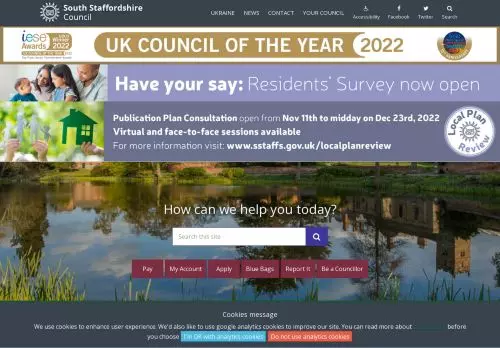 South Staffordshire
Council
UKRAINE NEWS CONTACT YOUR COUNCIL
Accessibility Facebook Twitter Search
iese
Awards 2022
GOLD
Winner
2022
UK COUNCIL OF THE YEAR 2022
UK COUNCIL OF THE YEAR 2022
Have your say: Residents' Survey now open
Publication Plan Consultation open from Nov 11th to midday on Dec 23rd, 2022
Virtual and face-to-face sessions available
For more information visit: www.sstaffs.gov.uk/localplanreview
Local Plan
Review
How can we help you today?
Search this site
Pay My Account Apply Blue Bags Report It Be a Councillor
Cookies message
We use cookies to enhance user experience. We'd also like to use google analytics cookies to improve our site. You can read more about before
you choose I'm OK with analytics cookies Do not use analytics cookies